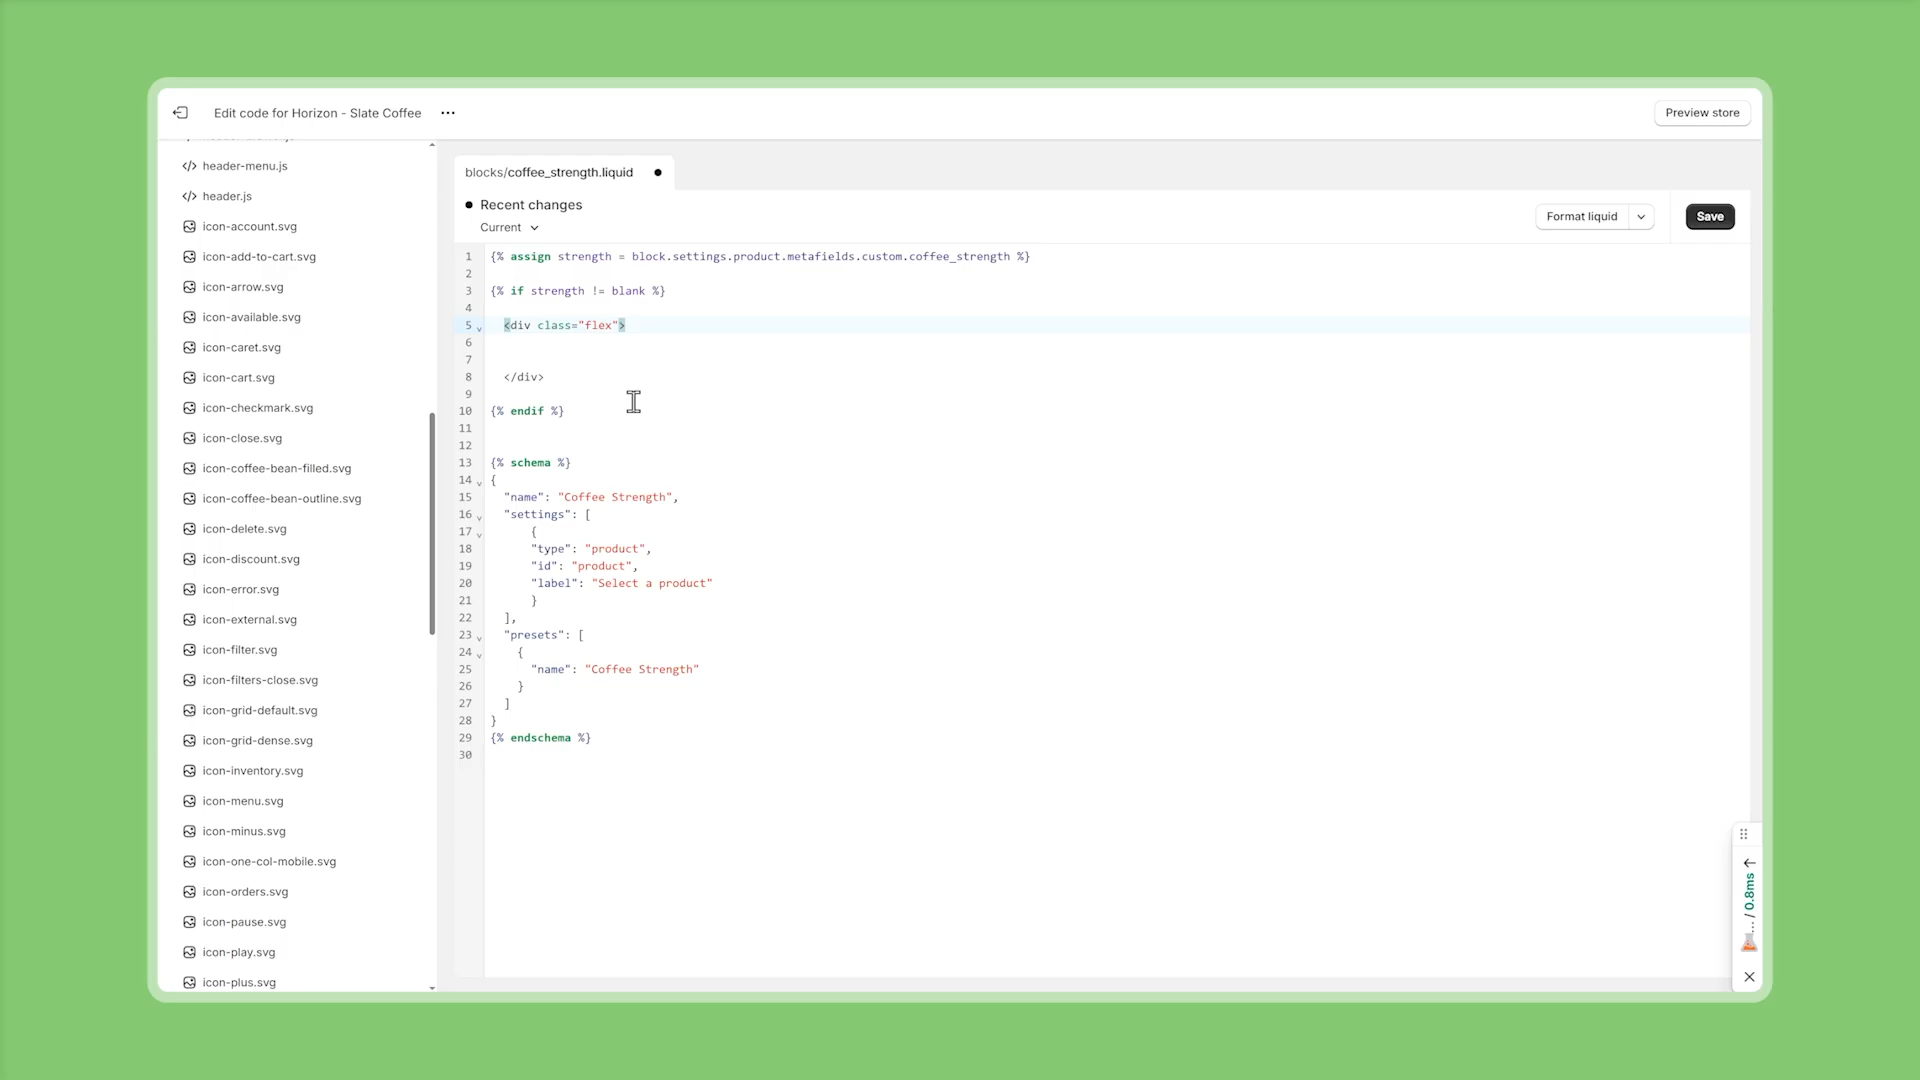 Edit code for Horizon - Slate Coffee
Preview store
header-menu.js
header.js
icon-account.svg
icon-add-to-cart.svg
icon-arrow.svg
icon-available.svg
icon-caret.svg
icon-cart.svg
icon-checkmark.svg
icon-close.svg
icon-coffee-bean-filled.svg
icon-coffee-bean-outline.svg
icon-delete.svg
icon-discount.svg
icon-error.svg
icon-external.svg
icon-filter.svg
icon-filters-close.svg
icon-grid-default.svg
icon-grid-dense.svg
icon-inventory.svg
icon-menu.svg
icon-minus.svg
icon-one-col-mobile.svg
icon-orders.svg
icon-pause.svg
icon-play.svg
icon-plus.svg
blocks/coffee_strength.liquid
Recent changes
Current
Format liquid
Save
1 {% assign strength = block.settings.product.metafields.custom.coffee_strength %}
2
3 {% if strength != blank %}
4
5 <div class="flex">
6
7
8 </div>
9
10 {% endif %}
11
12
13 {% schema %}
14 {
15 "name": "Coffee Strength",
16 "settings": [
17 {
18 "type": "product",
19 "id": "product",
20 "label": "Select a product"
21 }
22 ],
23 "presets": [
24 {
25 "name": "Coffee Strength"
26 }
27 ]
28 }
29 {% endschema %}
30
... / 0.8ms